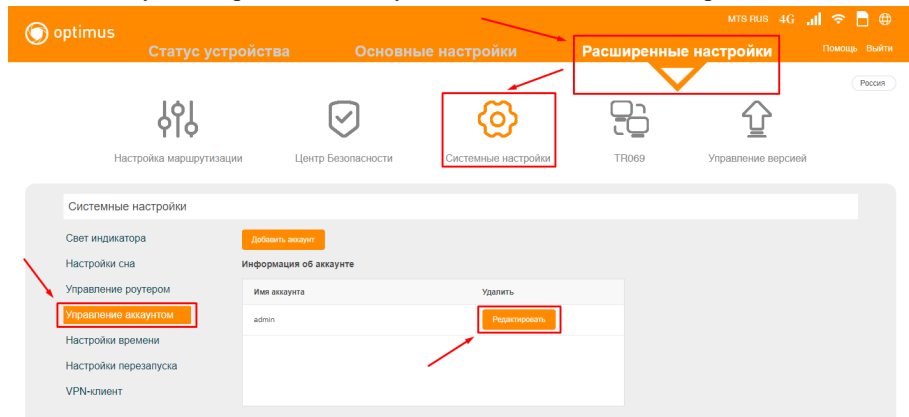 MTS RUS 4G
optimus
Статус устройства Основные настройки Расширенные настройки Помощь Выйти
Россия
Настройка маршрутизации Центр Безопасности Системные настройки TR069 Управление версией
Системные настройки
Свет индикатора
Настройки сна
Управление роутером
Управление аккаунтом
Настройки времени
Настройки перезапуска
VPN-клиент
Добавить аккаунт
Информация об аккаунте
Имя аккаунта Удалить
admin Редактировать